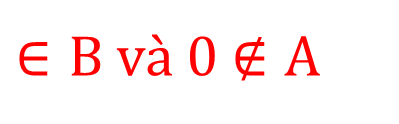 ∈ B và 0 ∉ A